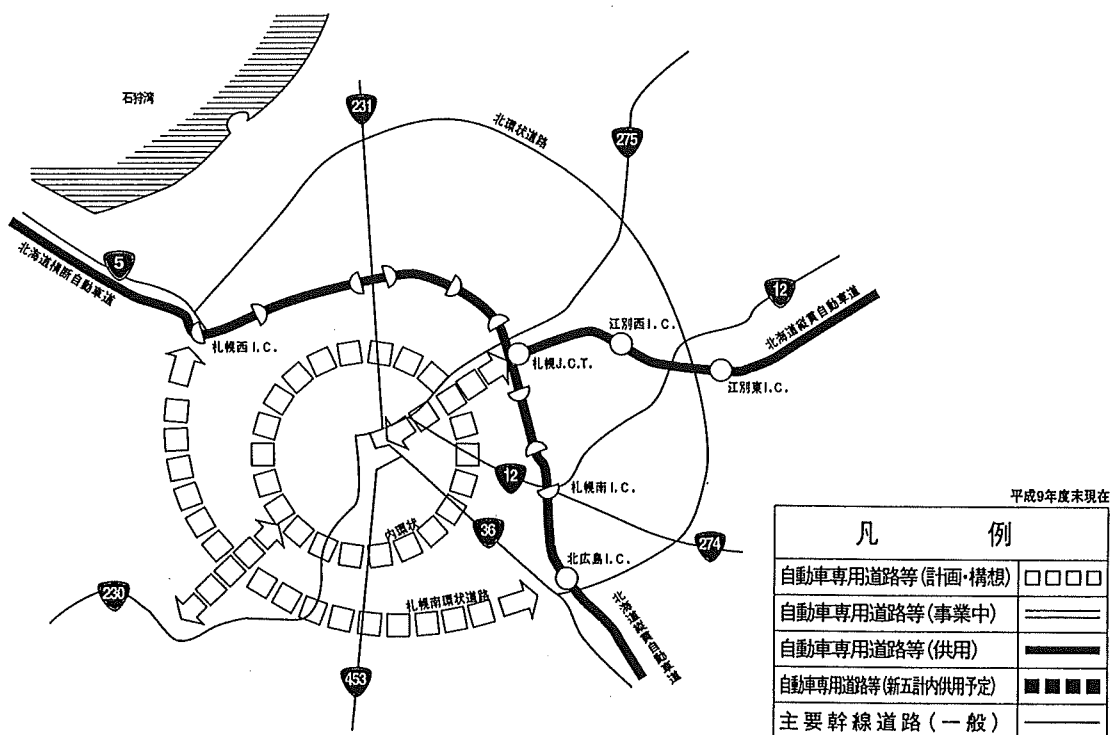 石狩湾
231
北環状道路
275
5
北海道横断自動車道
12
北海道縦貫自動車道
札幌西I.C.
江別西I.C.
札幌J.C.T.
江別東I.C.
12
札幌南I.C.
36
内環状
274
北広島I.C.
230
札幌南環状道路
北海道縦貫自動車道
453
平成9年度末現在
凡 例
自動車専用道路等(計画・構想)
自動車専用道路等(事業中)
自動車専用道路等(供用)
自動車専用道路等(新五計内供用予定)
主要幹線道路(一般)